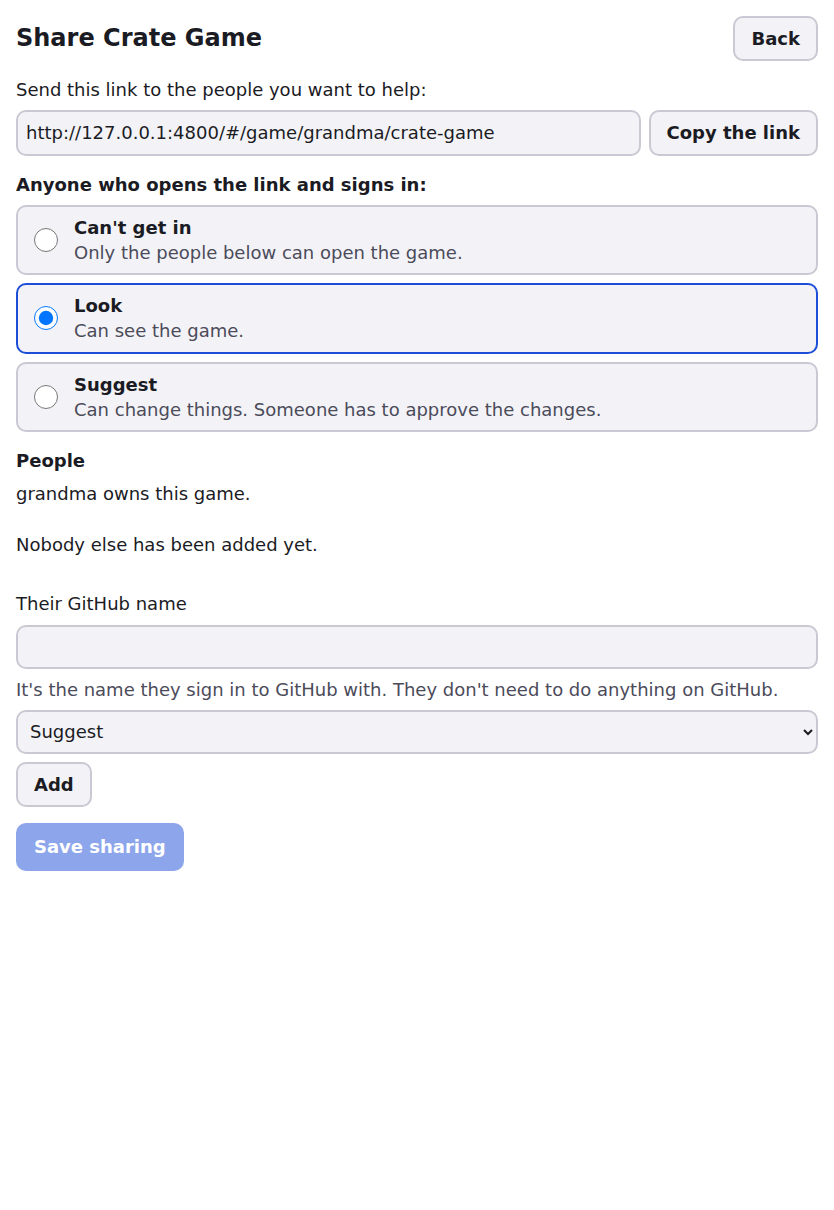 Share Crate Game
Back
Send this link to the people you want to help:
http://127.0.0.1:4800/#/game/grandma/crate-game
Copy the link
Anyone who opens the link and signs in:
Can't get in
Only the people below can open the game.
Look
Can see the game.
Suggest
Can change things. Someone has to approve the changes.
People
grandma owns this game.
Nobody else has been added yet.
Their GitHub name
It's the name they sign in to GitHub with. They don't need to do anything on GitHub.
Suggest
Add
Save sharing